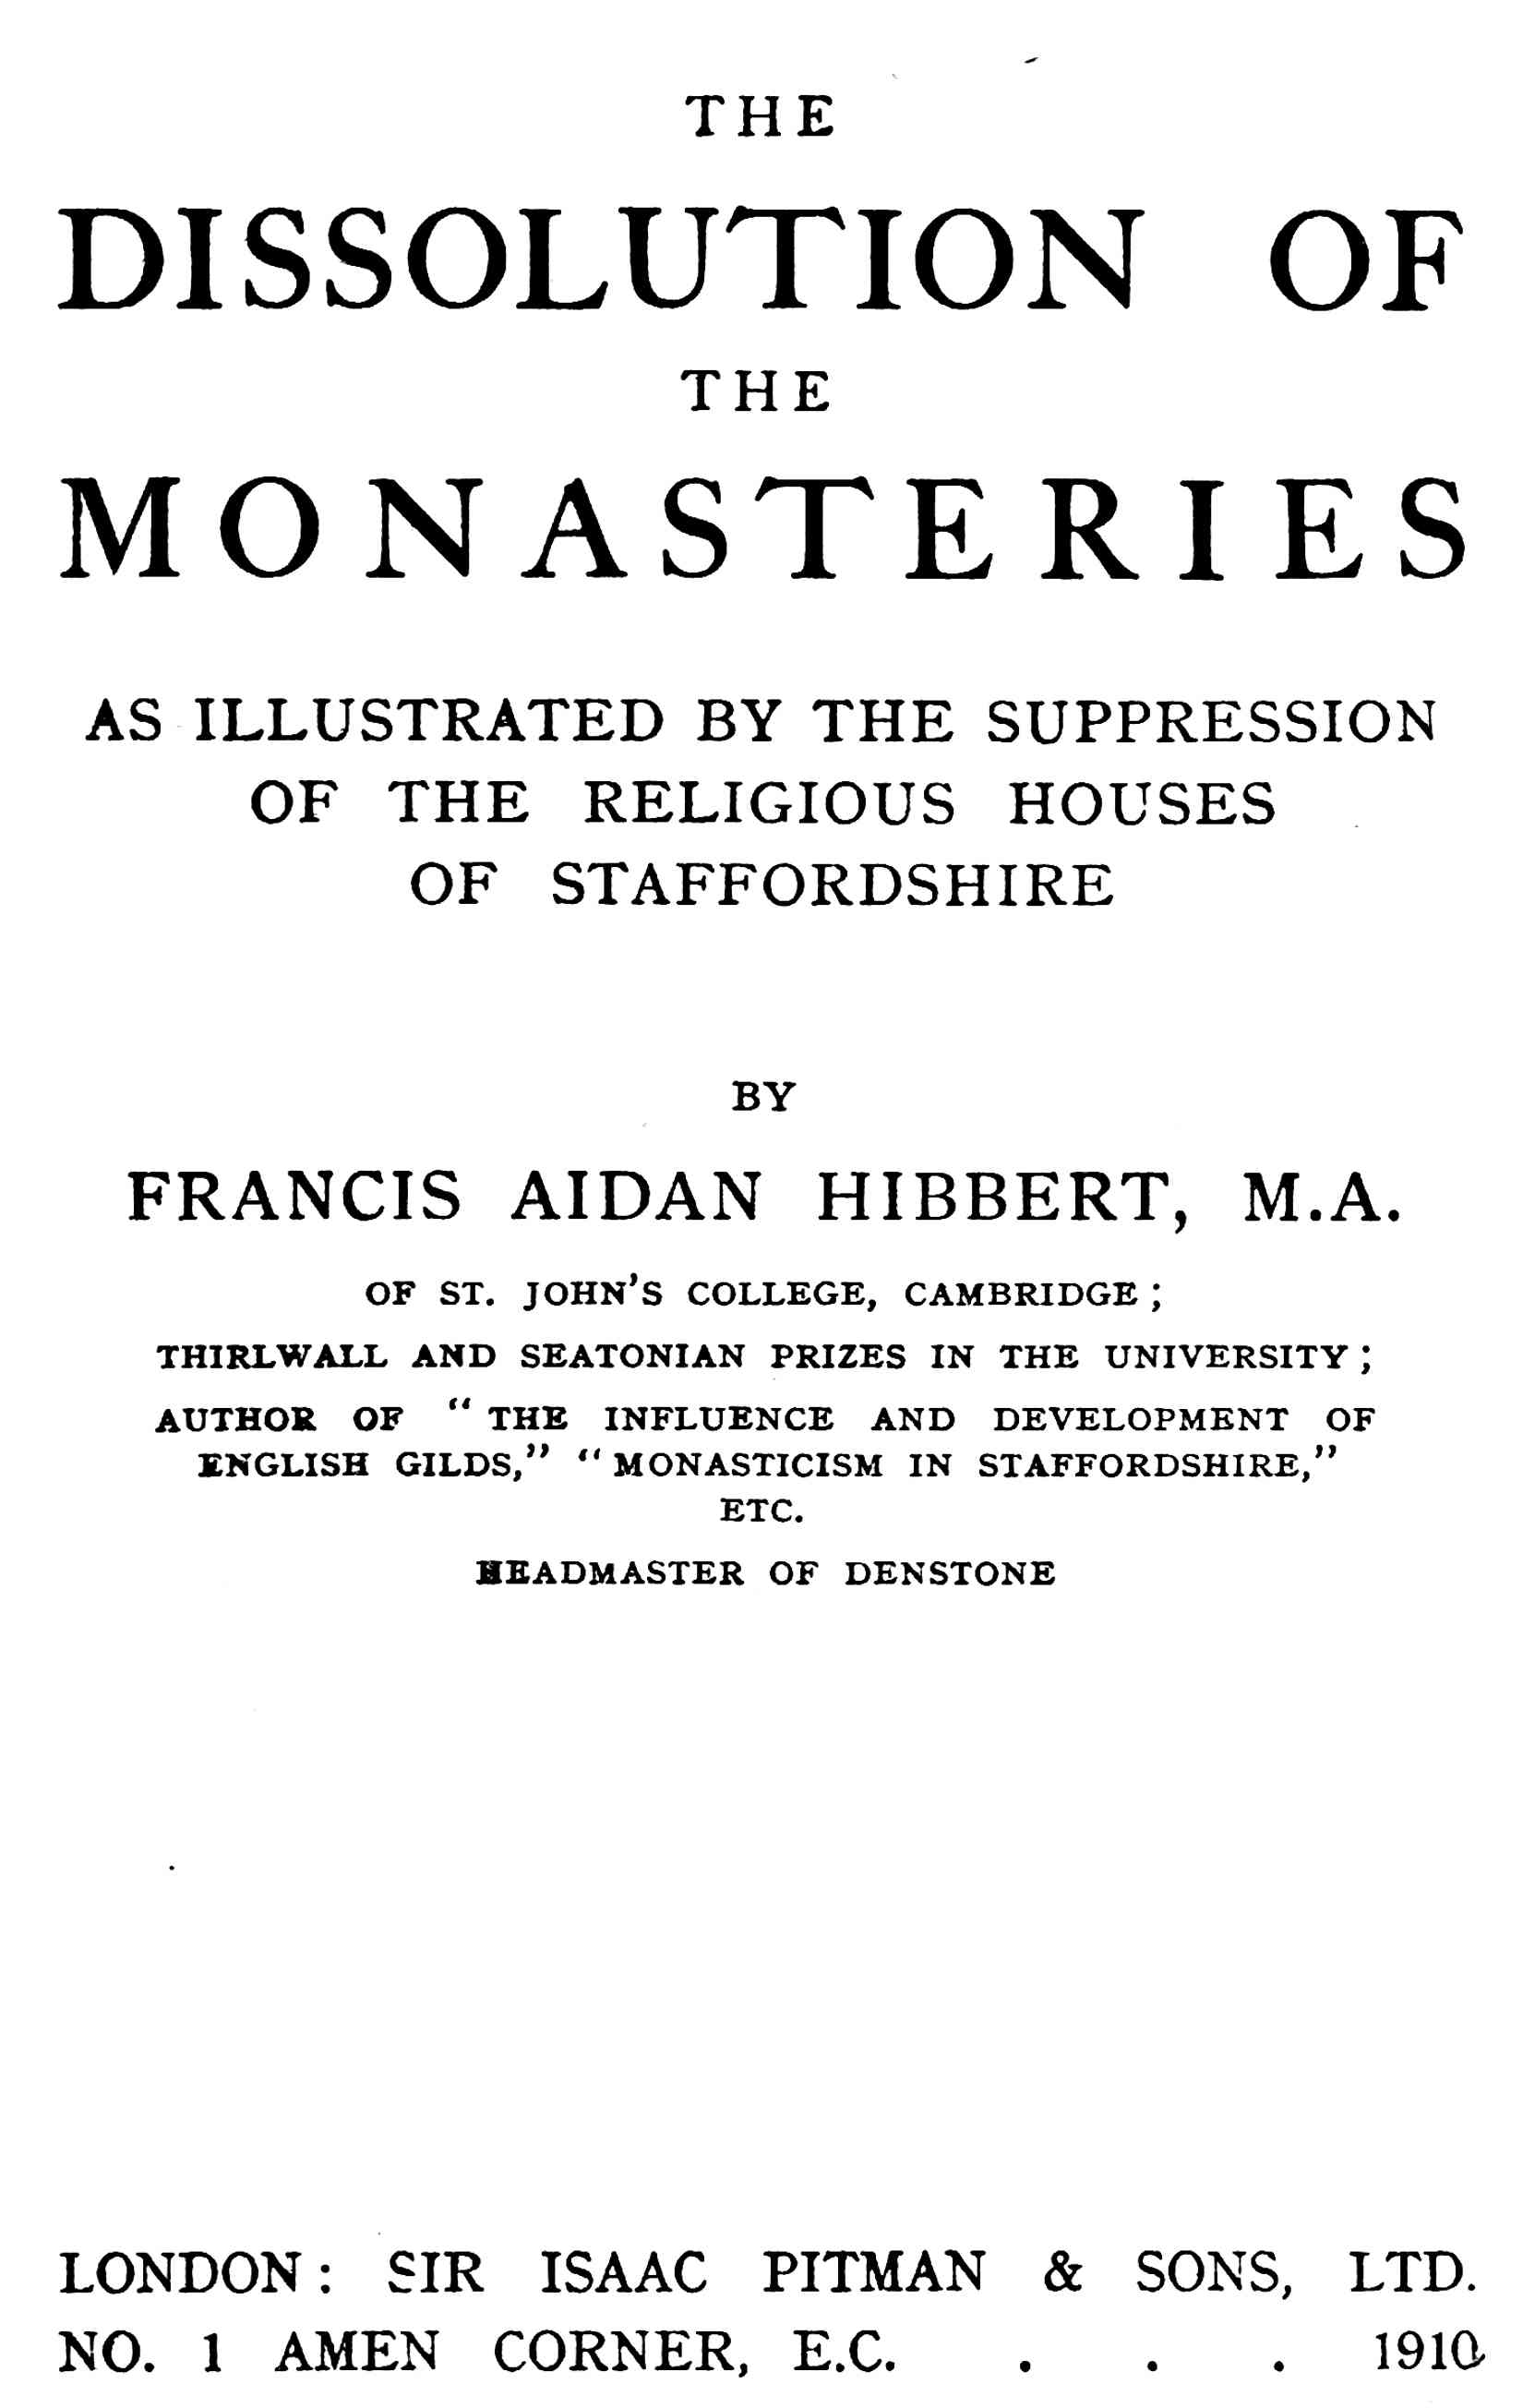 THE
DISSOLUTION OF
THE
MONASTERIES
AS ILLUSTRATED BY THE SUPPRESSION
OF THE RELIGIOUS HOUSES
OF STAFFORDSHIRE
BY
FRANCIS AIDAN HIBBERT, M.A.
OF ST. JOHN'S COLLEGE, CAMBRIDGE ;
THIRLWALL AND SEATONIAN PRIZES IN THE UNIVERSITY ;
AUTHOR OF “ THE INFLUENCE AND DEVELOPMENT OF
ENGLISH GILDS,” “ MONASTICISM IN STAFFORDSHIRE,”
ETC.
HEADMASTER OF DENSTONE
LONDON : SIR ISAAC PITMAN & SONS, LTD.
NO. 1 AMEN CORNER, E.C. . . . 1910